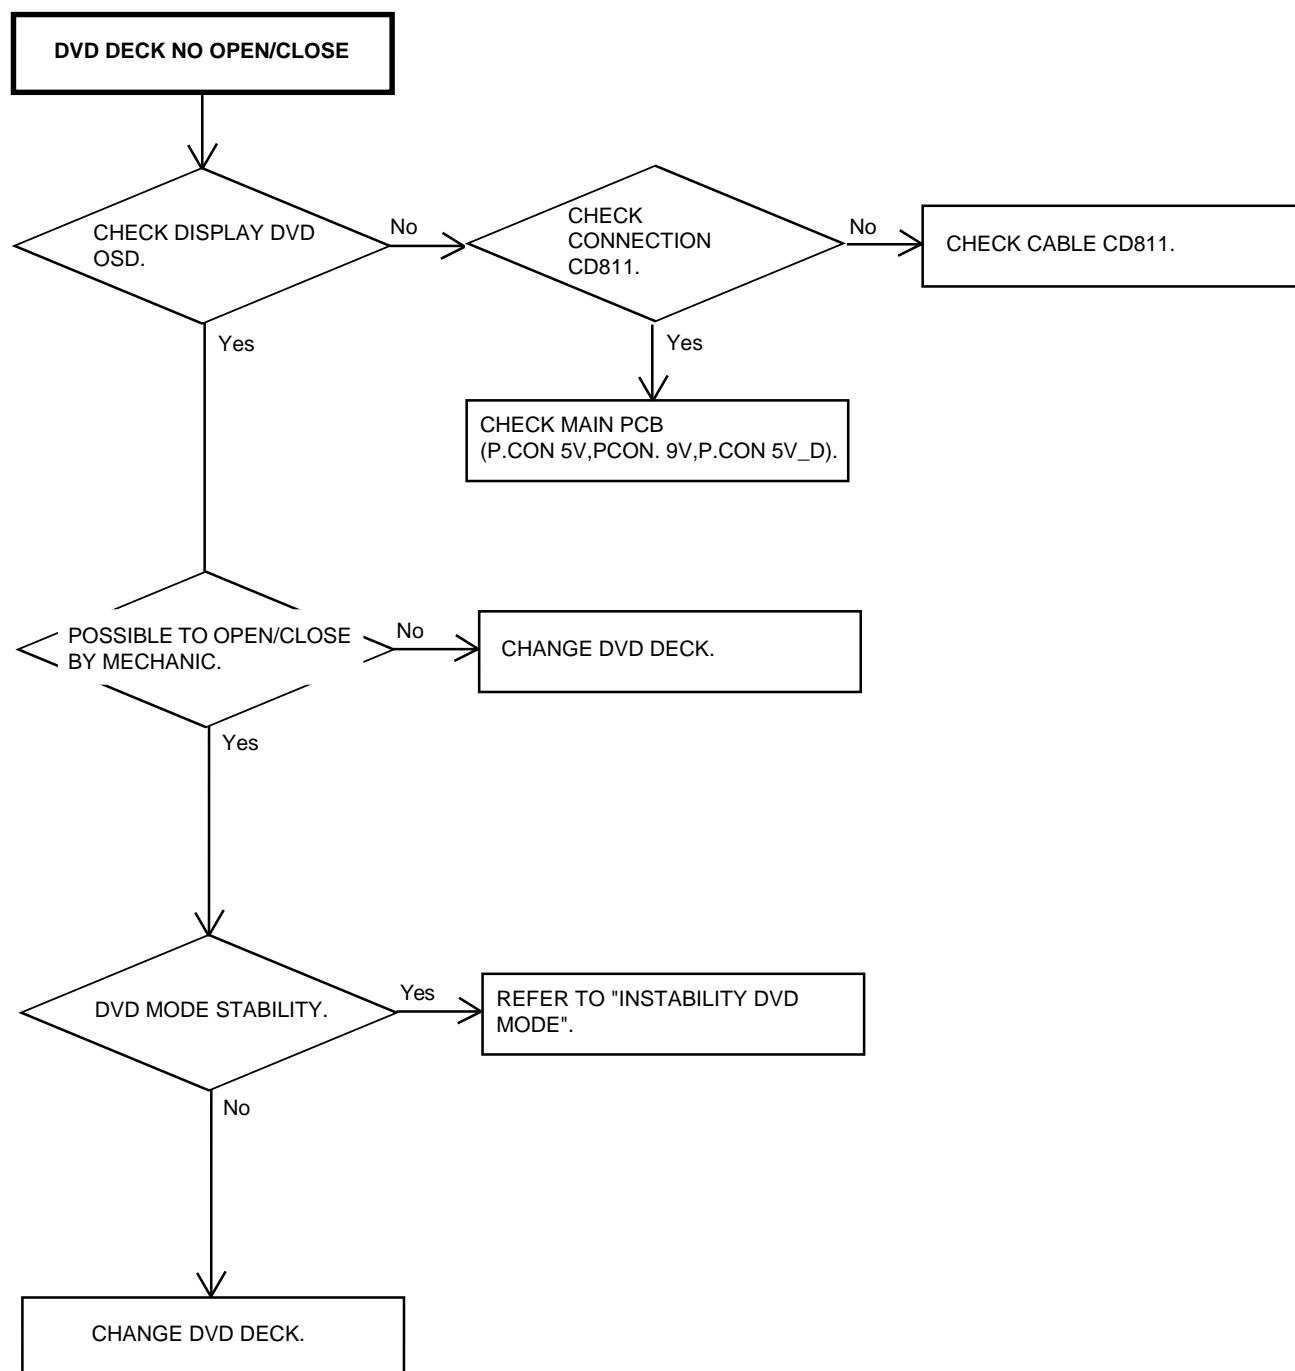 DVD DECK NO OPEN/CLOSE
CHECK DISPLAY DVD
OSD.
No
CHECK
CONNECTION
CD811.
No
CHECK CABLE CD811.
Yes
Yes
CHECK MAIN PCB
(P.CON 5V,PCON. 9V,P.CON 5V_D).
POSSIBLE TO OPEN/CLOSE
BY MECHANIC.
No
CHANGE DVD DECK.
Yes
DVD MODE STABILITY.
Yes
REFER TO "INSTABILITY DVD
MODE".
No
CHANGE DVD DECK.